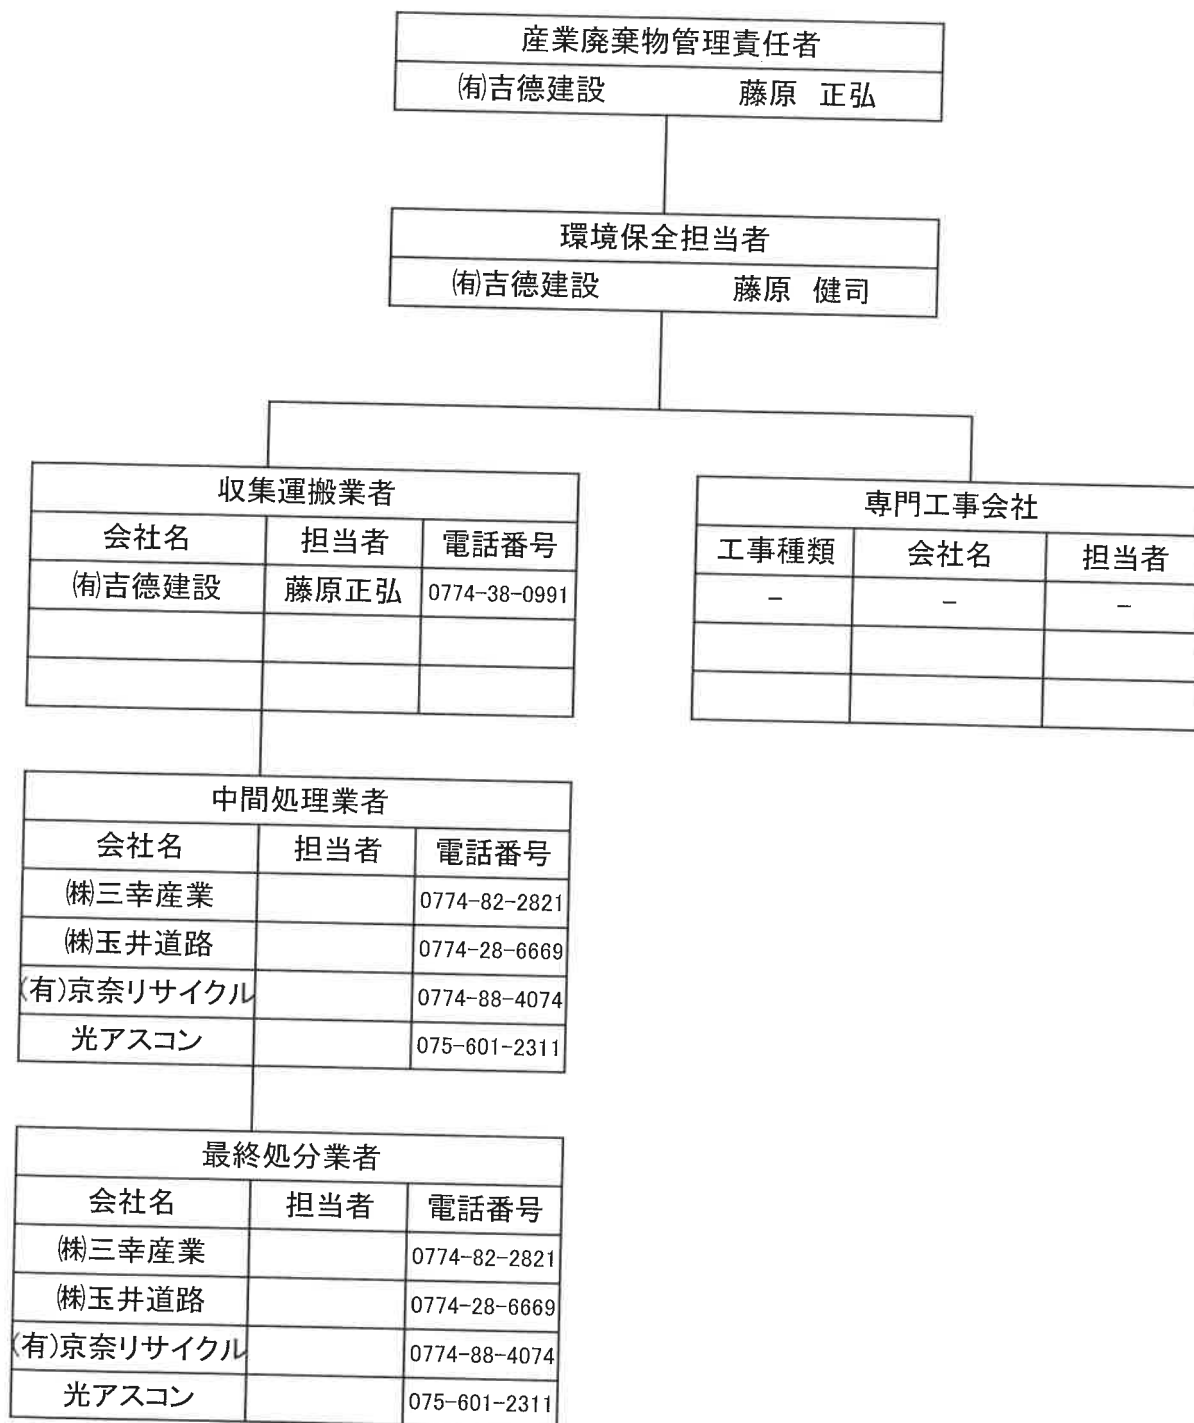 産業廃棄物管理責任者
㈲吉徳建設 藤原 正弘
環境保全担当者
㈲吉徳建設 藤原 健司
収集運搬業者
会社名 担当者 電話番号
㈲吉徳建設 藤原正弘 0774-38-0991
専門工事会社
工事種類 会社名 担当者
－ － －
中間処理業者
会社名 担当者 電話番号
㈱三幸産業 0774-82-2821
㈱玉井道路 0774-28-6669
(有)京奈リサイクル 0774-88-4074
光アスコン 075-601-2311
最終処分業者
会社名 担当者 電話番号
㈱三幸産業 0774-82-2821
㈱玉井道路 0774-28-6669
(有)京奈リサイクル 0774-88-4074
光アスコン 075-601-2311